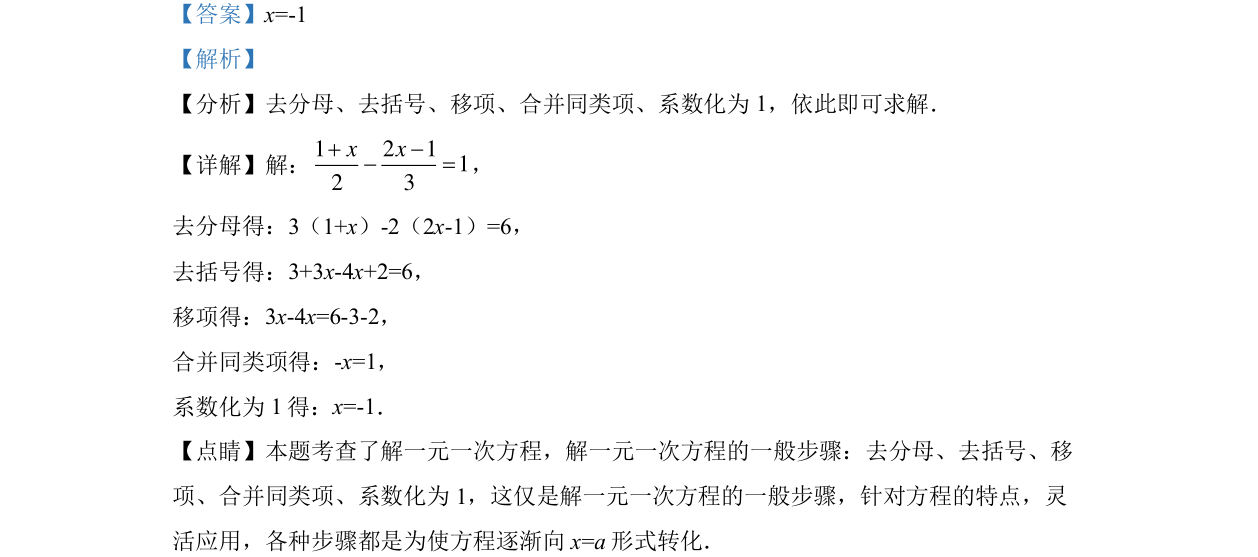 【答案】x=-1
【解析】
【分析】去分母、去括号、移项、合并同类项、系数化为 1，依此即可求解．
【详解】解：\frac{1+x}{2}-\frac{2x-1}{3}=1，
去分母得：3（1+x）-2（2x-1）=6，
去括号得：3+3x-4x+2=6，
移项得：3x-4x=6-3-2，
合并同类项得：-x=1，
系数化为 1 得：x=-1．
【点睛】本题考查了解一元一次方程，解一元一次方程的一般步骤：去分母、去括号、移
项、合并同类项、系数化为 1，这仅是解一元一次方程的一般步骤，针对方程的特点，灵
活应用，各种步骤都是为使方程逐渐向 x=a 形式转化．